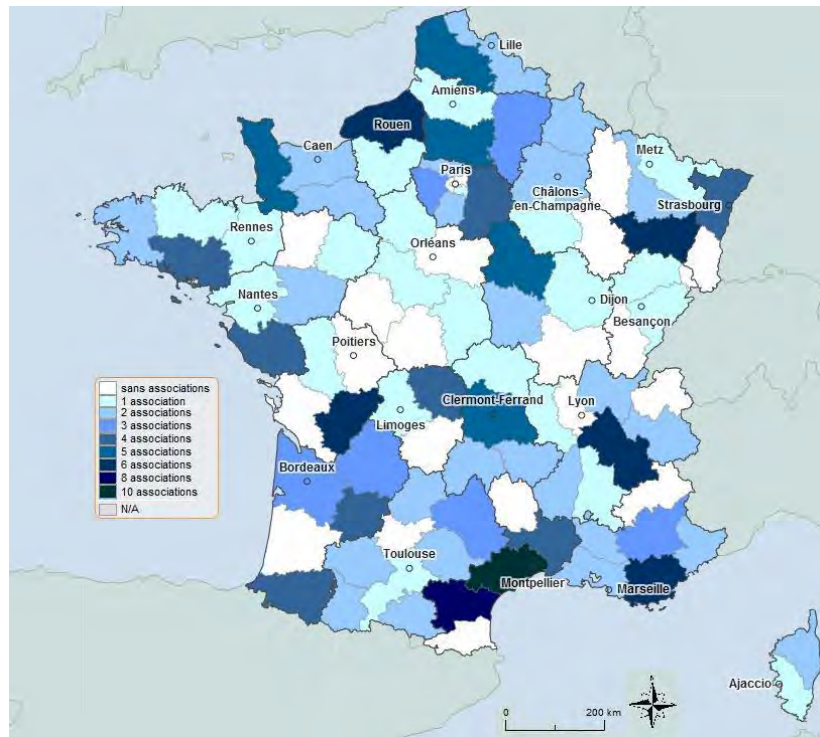 Lille
Amiens
Rouen
Caen
Metz
Paris
Châlons-
en-Champagne
Strasbourg
Rennes
Orléans
Nantes
Dijon
Besançon
Poitiers
sans associations
1 association
2 associations
3 associations
4 associations
5 associations
6 associations
8 associations
10 associations
N/A
Clermont-Ferrand
Lyon
Limoges
Bordeaux
Toulouse
Montpellier
Marseille
Ajaccio
0 200 km